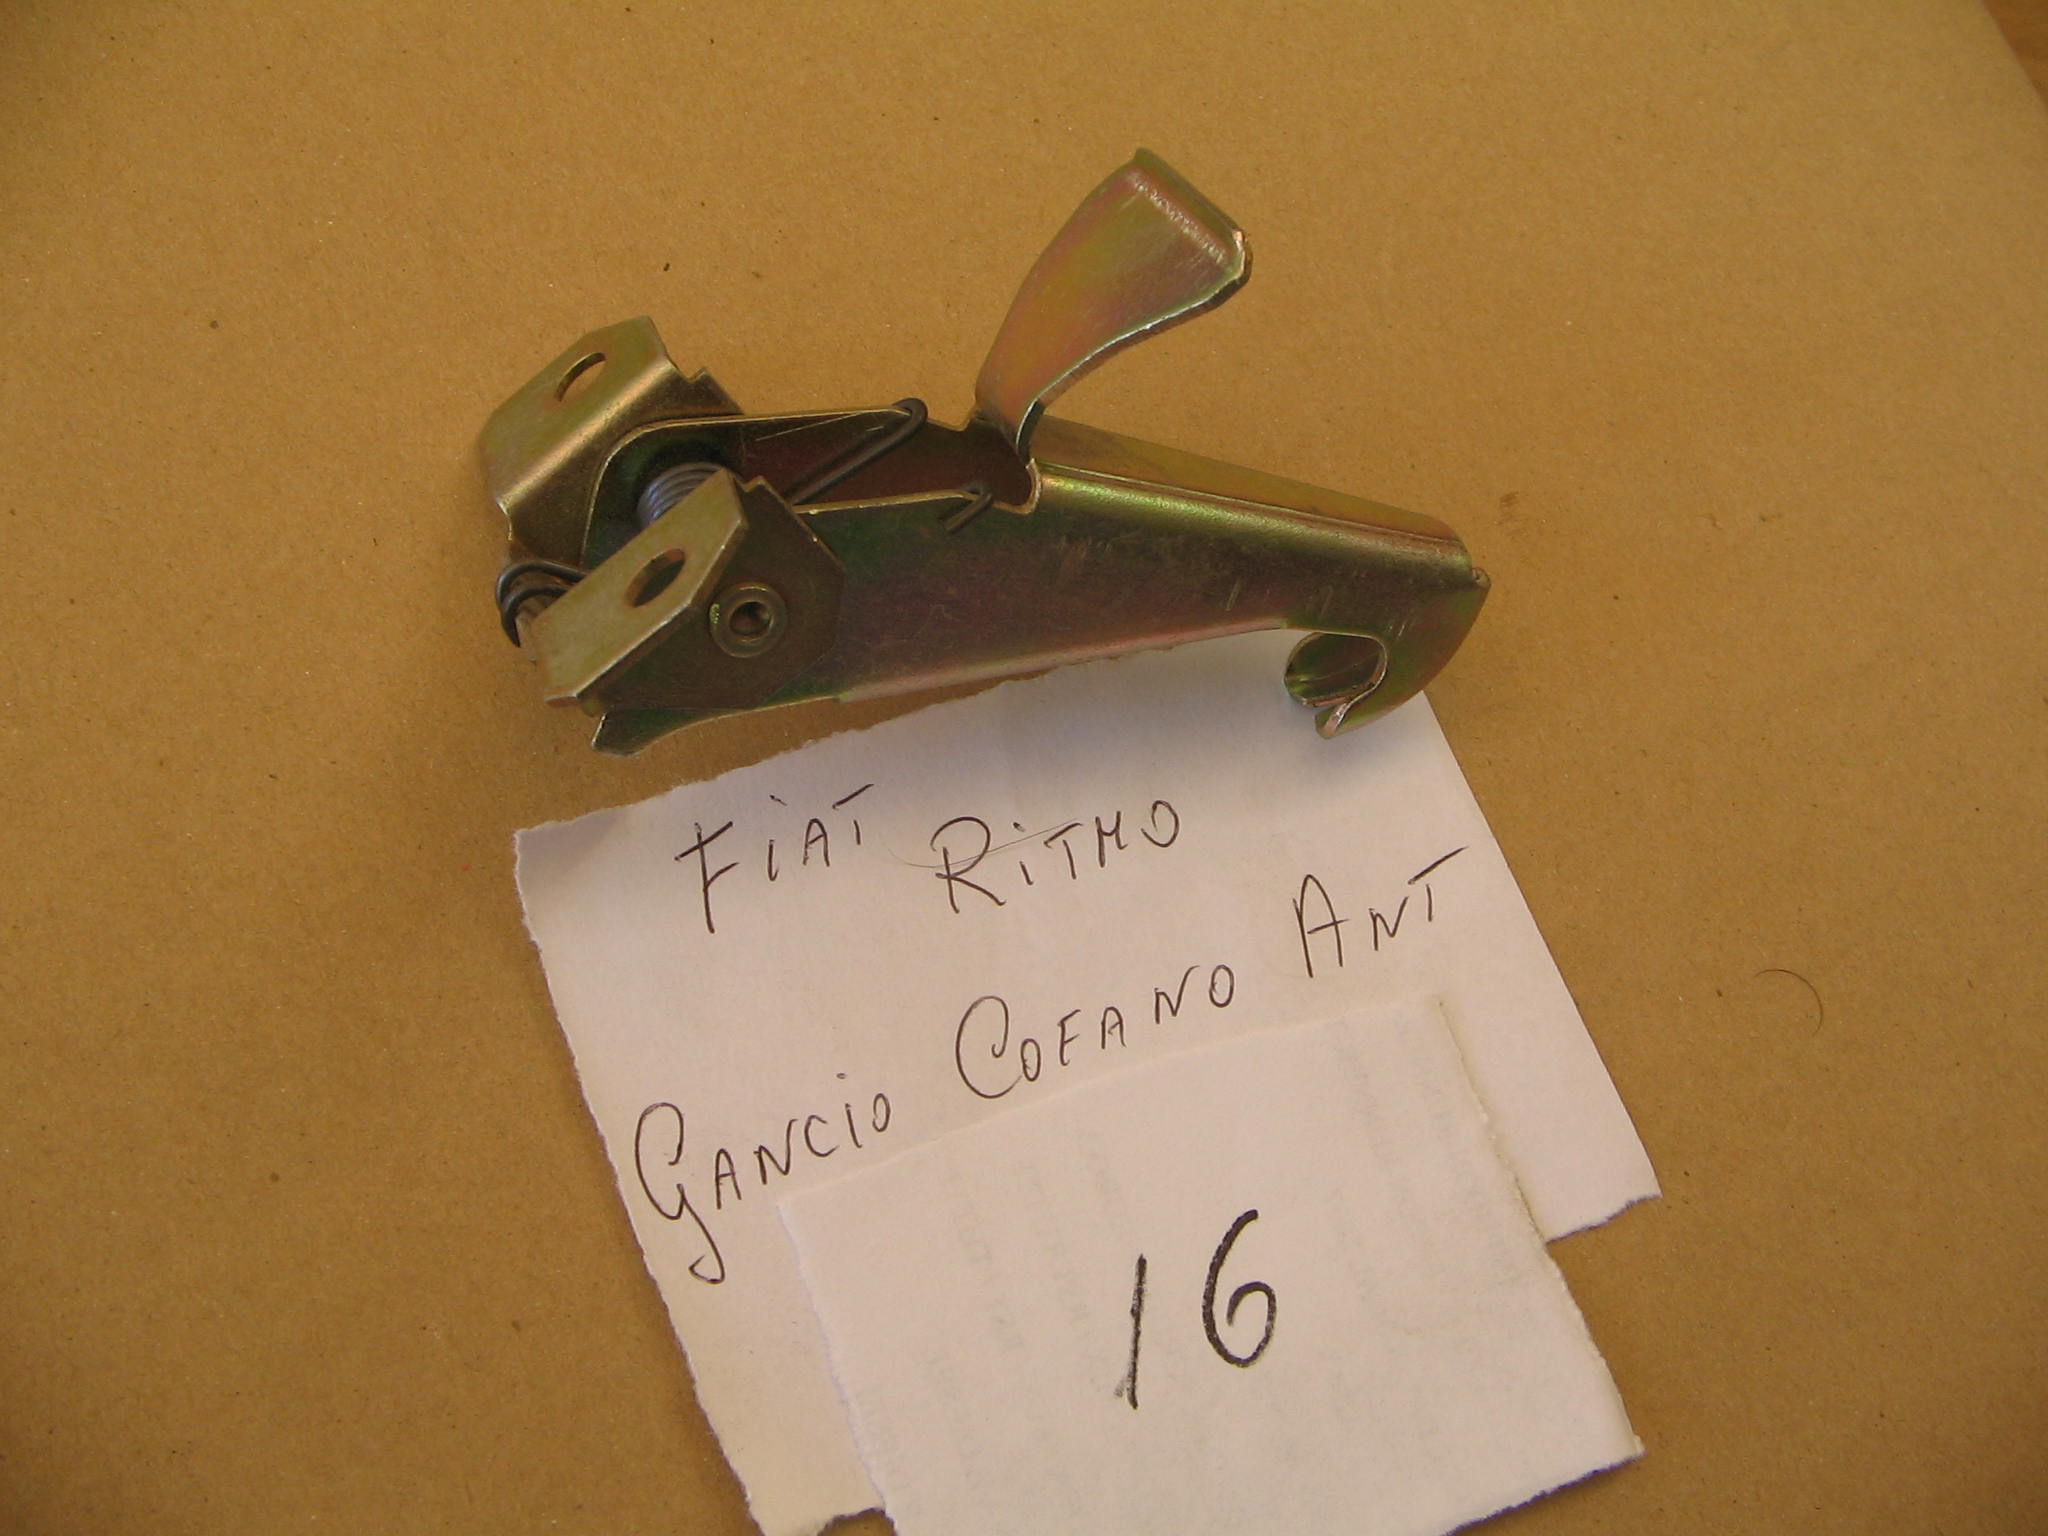 FiAT RiTMO
GANCiO COFANO ANT
16